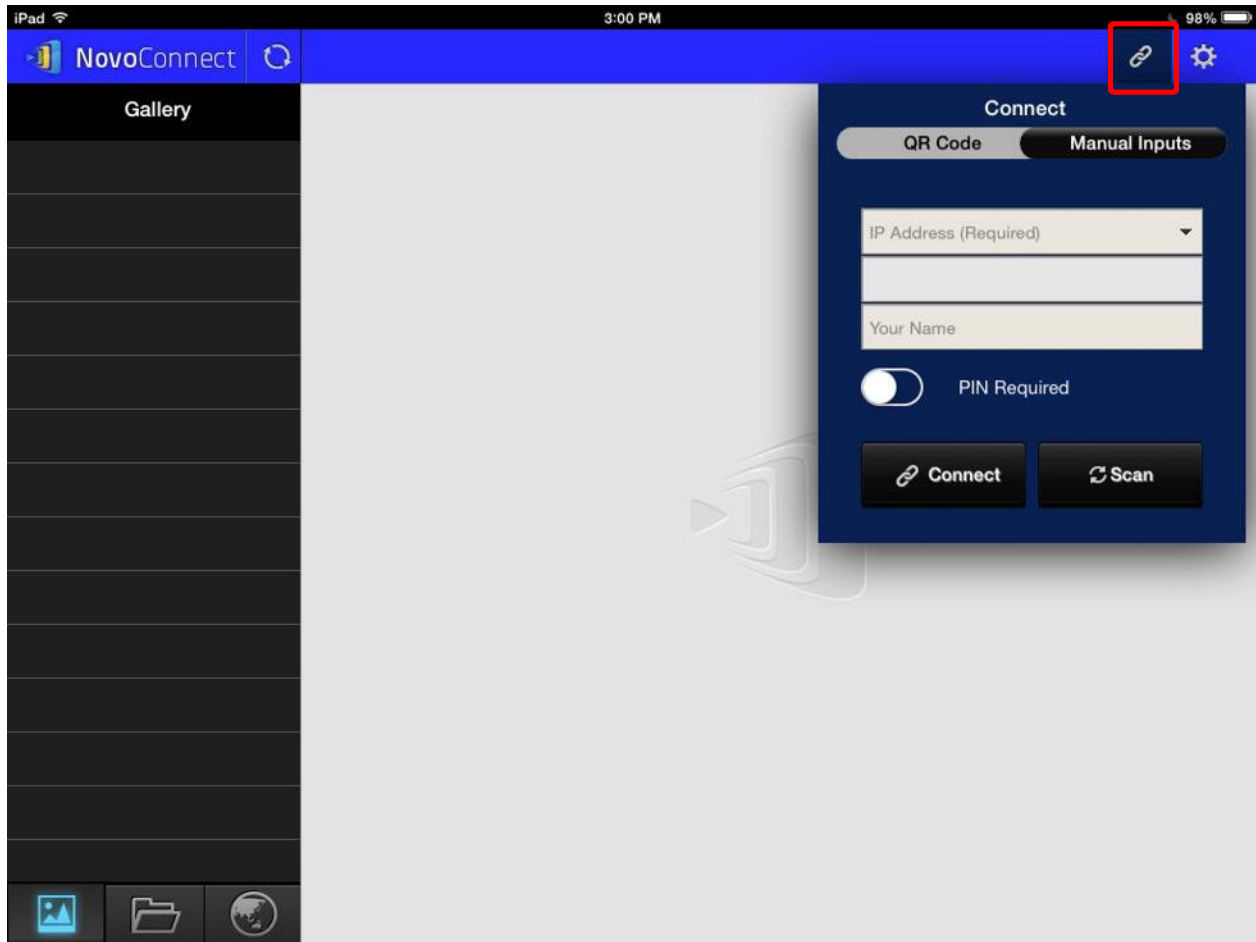 iPad 3:00 PM 98%
NovoConnect
Gallery
Connect
QR Code Manual Inputs
IP Address (Required)
Your Name
PIN Required
Connect Scan